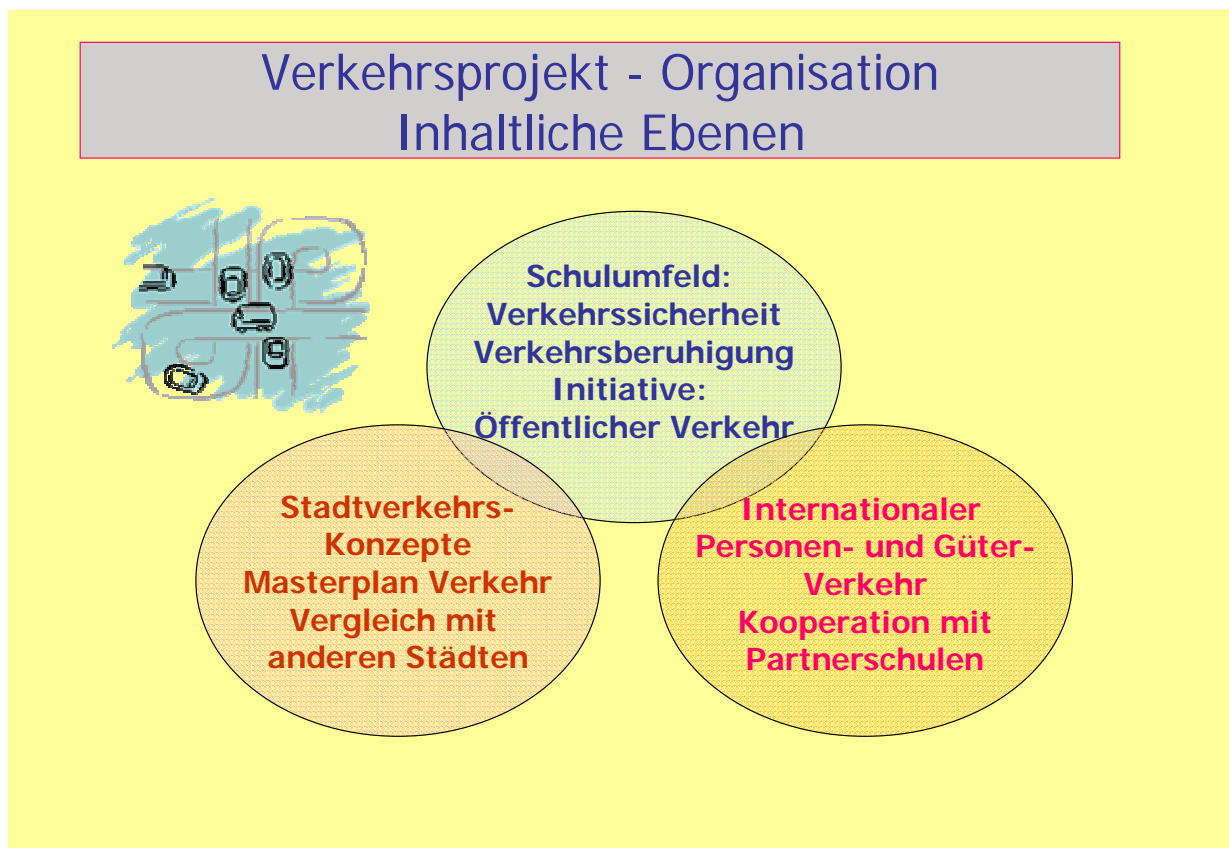 Verkehrsprojekt - Organisation
Inhaltliche Ebenen
Schulumfeld:
Verkehrssicherheit
Verkehrsberuhigung
Initiative:
Öffentlicher Verkehr
Stadtverkehrs-
Konzepte
Masterplan Verkehr
Vergleich mit
anderen Städten
Internationaler
Personen- und Güter-
Verkehr
Kooperation mit
Partnerschulen